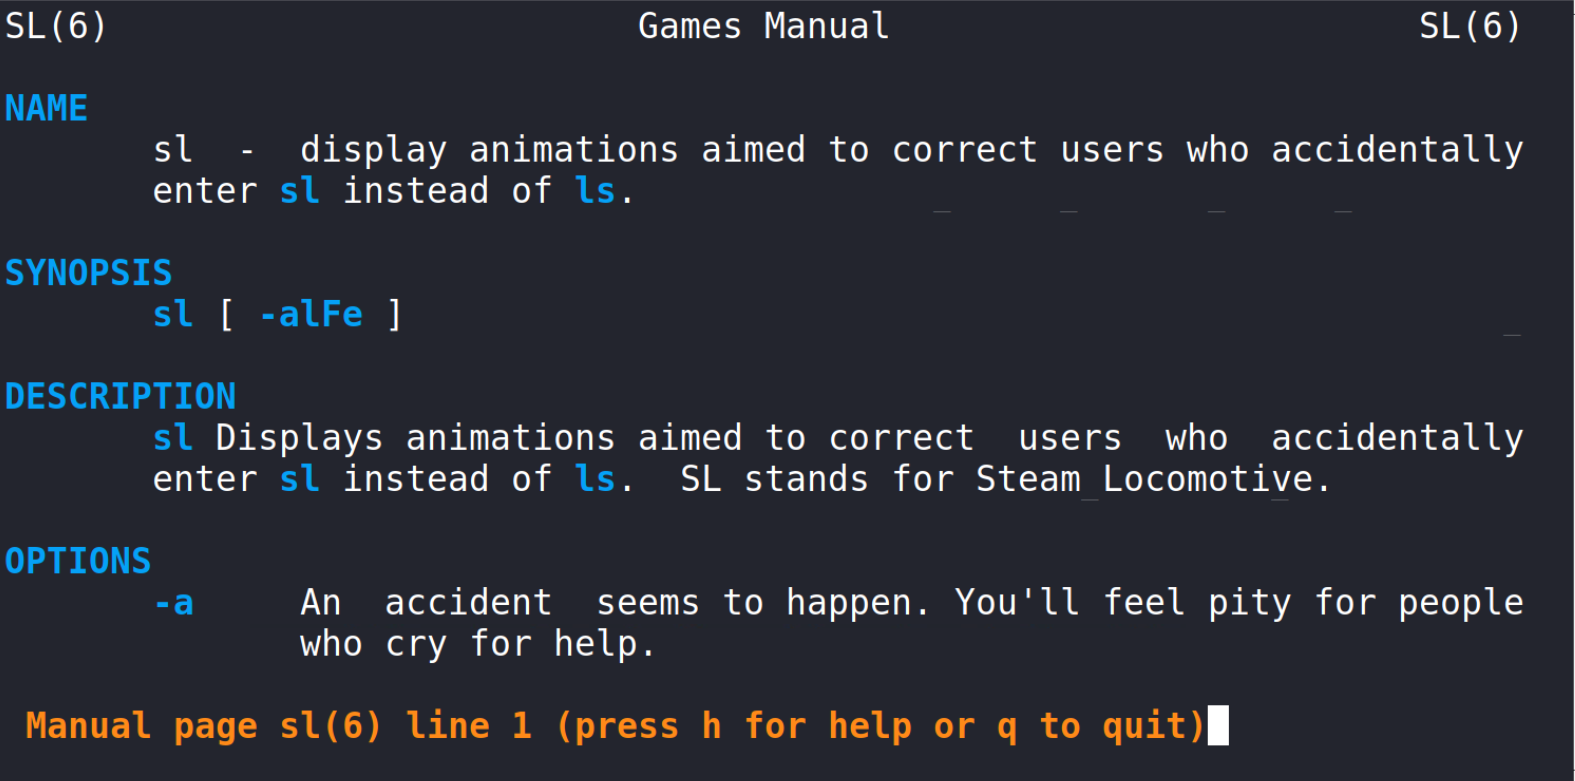 SL(6) Games Manual SL(6)
NAME
sl - display animations aimed to correct users who accidentally
enter sl instead of ls.
SYNOPSIS
sl [ -alFe ]
DESCRIPTION
sl Displays animations aimed to correct users who accidentally
enter sl instead of ls. SL stands for Steam Locomotive.
OPTIONS
-a An accident seems to happen. You'll feel pity for people
who cry for help.
Manual page sl(6) line 1 (press h for help or q to quit)